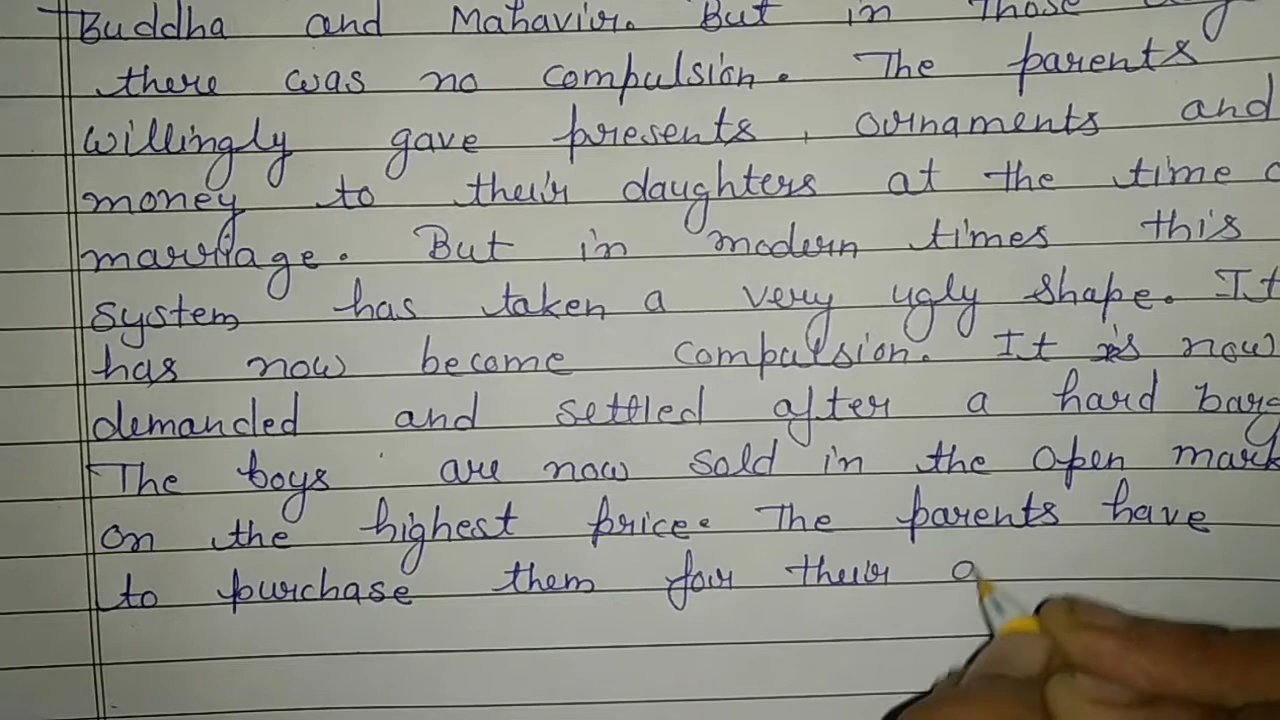 Buddha and Mahavir. But in those
there was no compulsion. The parents
willingly gave presents, ornaments and
money to their daughters at the time
marriage. But in modern times this
system has taken a very ugly shape. It
has now become compulsion. It is now
demanded and settled after a hard
The boys are now sold in the open
on the highest price. The parents have
to purchase them for their